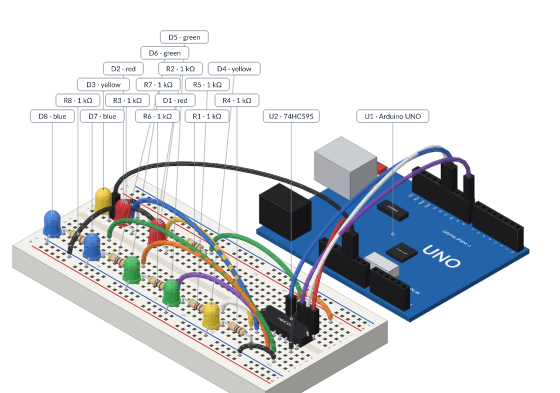 D5 · green
D6 · green
D2 · red
R2 · 1 kΩ
D4 · yellow
D3 · yellow
R7 · 1 kΩ
R5 · 1 kΩ
R8 · 1 kΩ
R3 · 1 kΩ
D1 · red
R4 · 1 kΩ
D8 · blue
D7 · blue
R6 · 1 kΩ
R1 · 1 kΩ
U2 · 74HC595
U1 · Arduino UNO
UNO